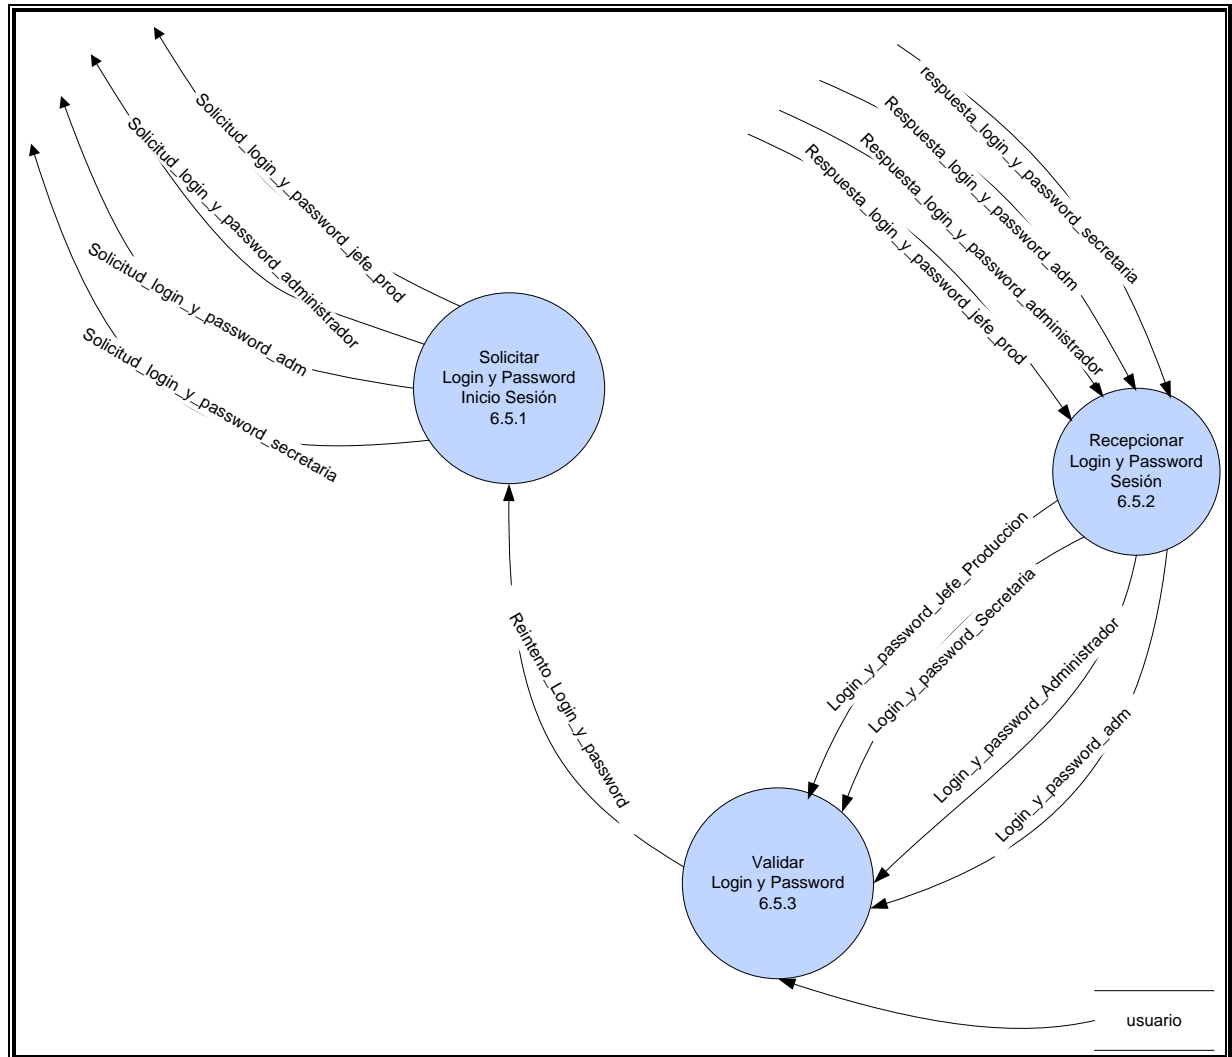 Solicitud_login_y_password_jefe_prod
Solicitud_login_y_password_administrador
Solicitud_login_y_password_adm
Solicitud_login_y_password_secretaria
respuesta_login_y_password_secretaria
Respuesta_login_y_password_adm
Respuesta_login_y_password_administrador
Respuesta_login_y_password_jefe_prod
Solicitar
Login y Password
Inicio Sesión
6.5.1
Recepcionar
Login y Password
Sesión
6.5.2
Login_y_password_Jefe_Produccion
Login_y_password_Secretaria
Login_y_password_Administrador
Login_y_password_adm
Reintento_Login_y_password
Validar
Login y Password
6.5.3
usuario